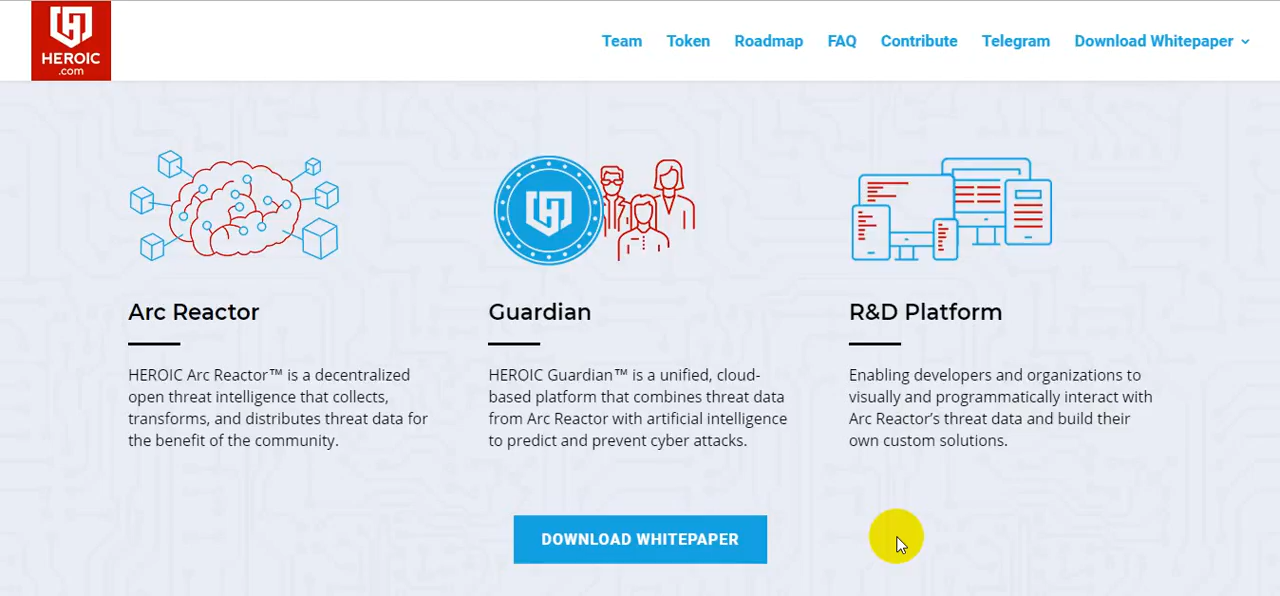 HEROIC
.com
Team Token Roadmap FAQ Contribute Telegram Download Whitepaper
Arc Reactor
HEROIC Arc Reactor™ is a decentralized
open threat intelligence that collects,
transforms, and distributes threat data for
the benefit of the community.
Guardian
HEROIC Guardian™ is a unified, cloud-
based platform that combines threat data
from Arc Reactor with artificial intelligence
to predict and prevent cyber attacks.
R&D Platform
Enabling developers and organizations to
visually and programmatically interact with
Arc Reactor’s threat data and build their
own custom solutions.
DOWNLOAD WHITEPAPER